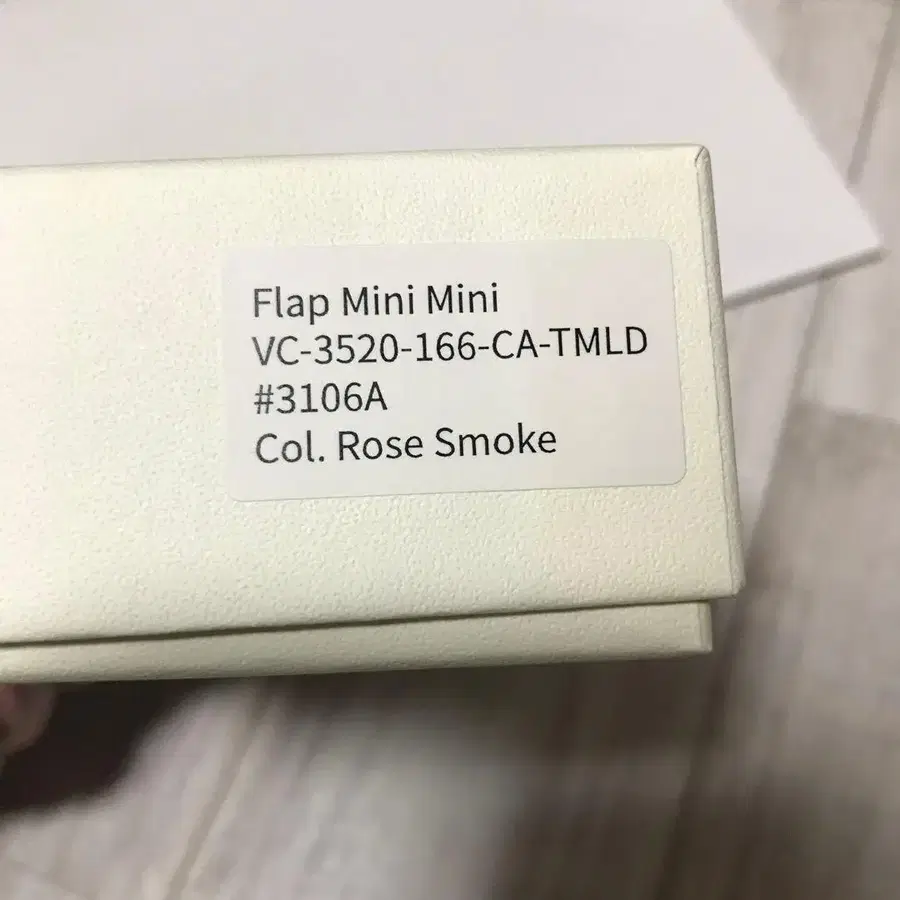 Flap Mini Mini
VC-3520-166-CA-TMLD
#3106A
Col. Rose Smoke